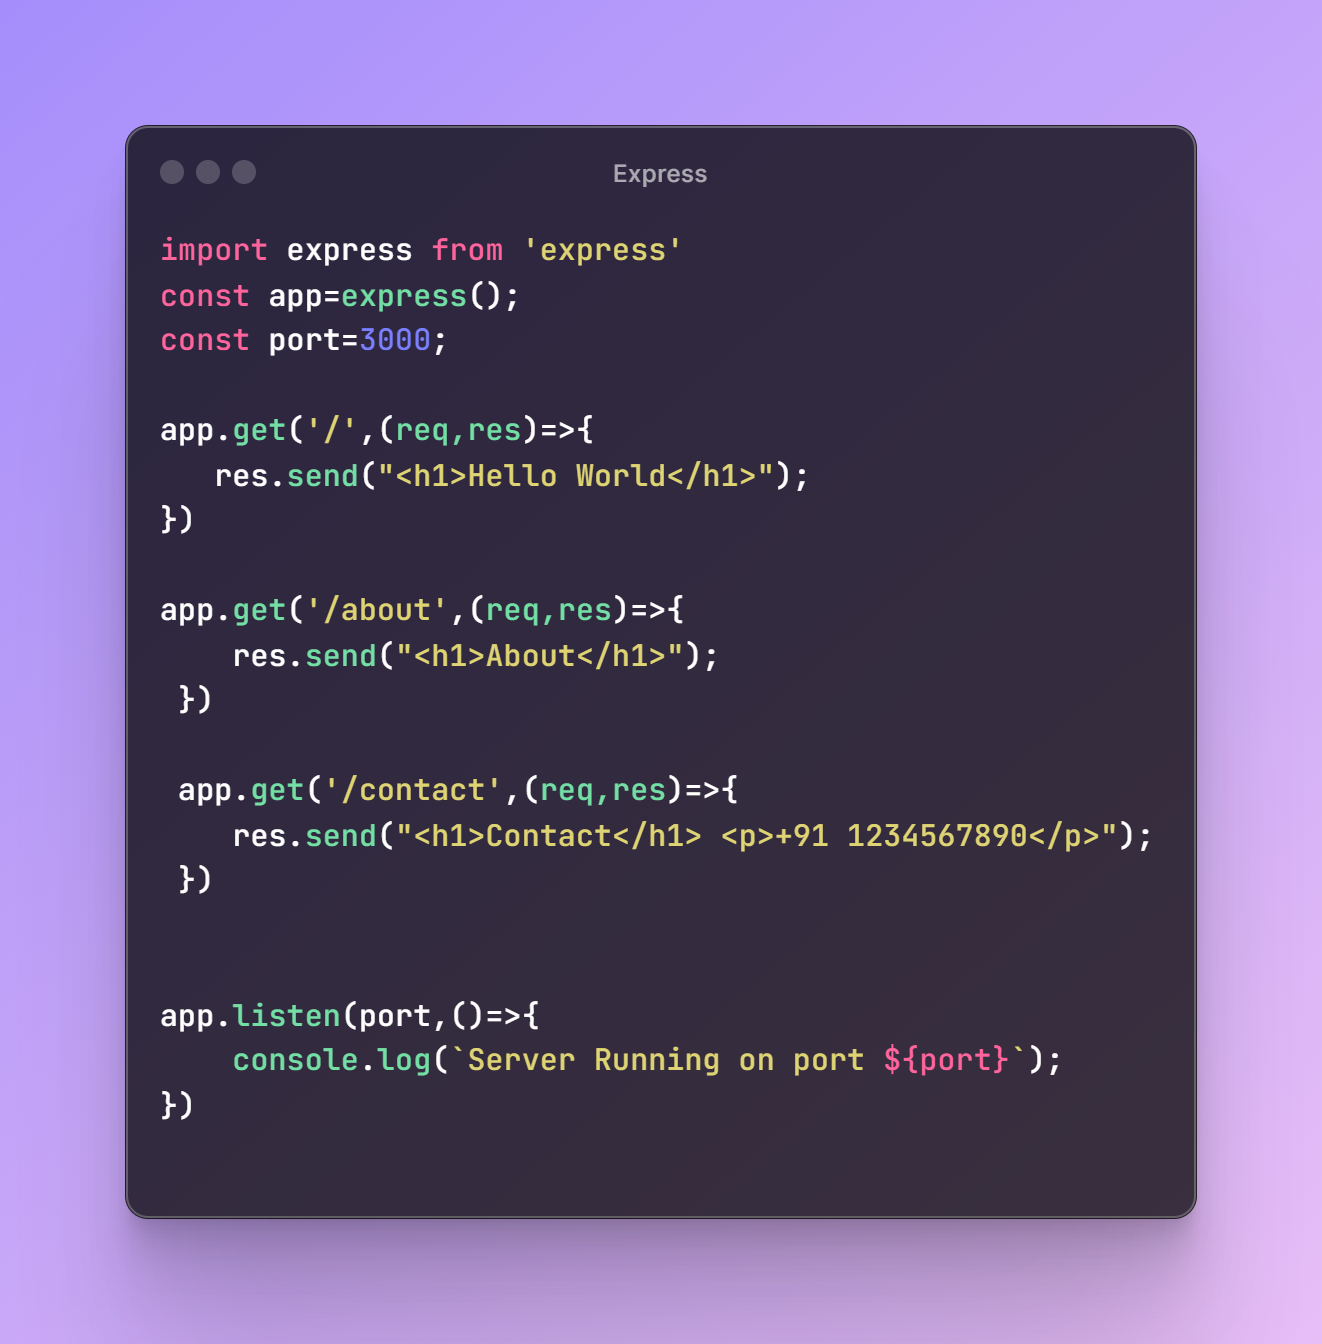 Express
import express from 'express'
const app=express();
const port=3000;
app.get('/',(req,res)=>{
   res.send("<h1>Hello World</h1>");
})
app.get('/about',(req,res)=>{
    res.send("<h1>About</h1>");
 })
 app.get('/contact',(req,res)=>{
    res.send("<h1>Contact</h1> <p>+91 1234567890</p>");
 })
app.listen(port,()=>{
    console.log(`Server Running on port ${port}`);
})